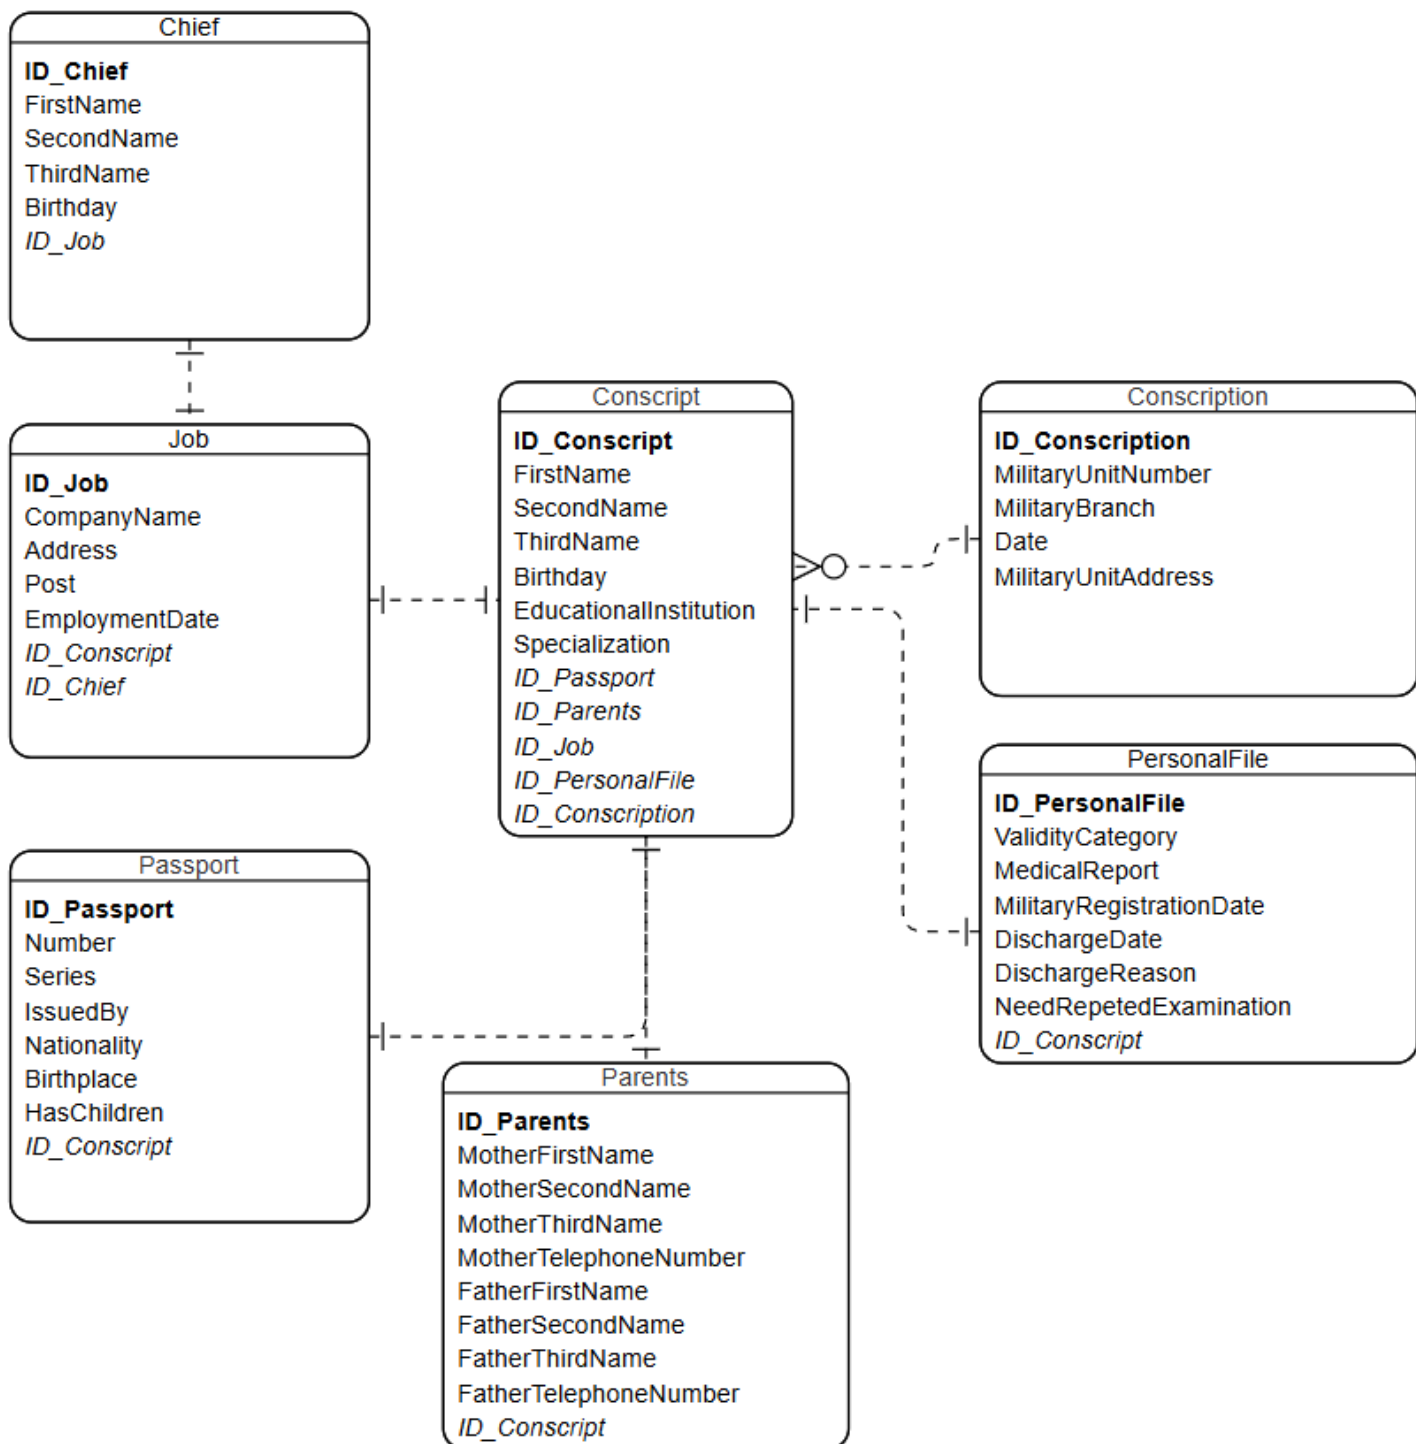 Chief
ID_Chief
FirstName
SecondName
ThirdName
Birthday
ID_Job
Job
ID_Job
CompanyName
Address
Post
EmploymentDate
ID_Conscript
ID_Chief
Conscript
ID_Conscript
FirstName
SecondName
ThirdName
Birthday
EducationalInstitution
Specialization
ID_Passport
ID_Parents
ID_Job
ID_PersonalFile
ID_Conscription
Conscription
ID_Conscription
MilitaryUnitNumber
MilitaryBranch
Date
MilitaryUnitAddress
PersonalFile
ID_PersonalFile
ValidityCategory
MedicalReport
MilitaryRegistrationDate
DischargeDate
DischargeReason
NeedRepetedExamination
ID_Conscript
Passport
ID_Passport
Number
Series
IssuedBy
Nationality
Birthplace
HasChildren
ID_Conscript
Parents
ID_Parents
MotherFirstName
MotherSecondName
MotherThirdName
MotherTelephoneNumber
FatherFirstName
FatherSecondName
FatherThirdName
FatherTelephoneNumber
ID_Conscript